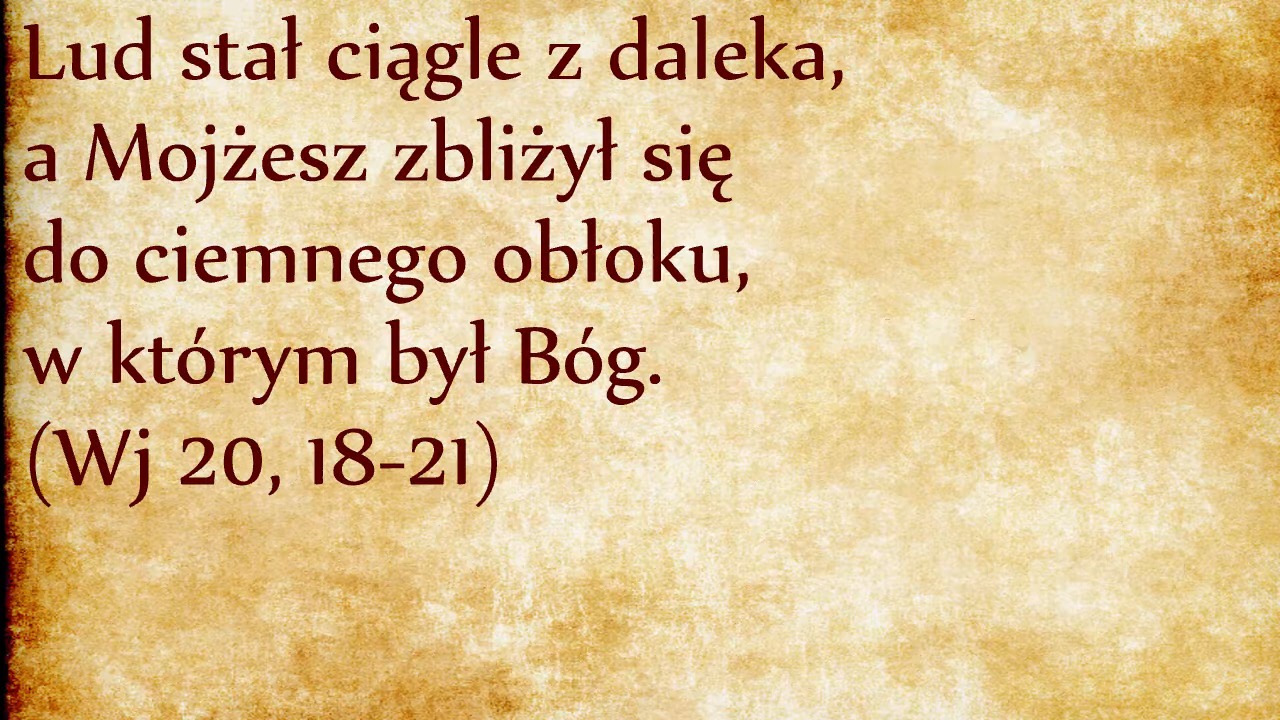 Lud stał ciągle z daleka,
a Mojżesz zbliżył się
do ciemnego obłoku,
w którym był Bóg.
(Wj 20, 18-21)